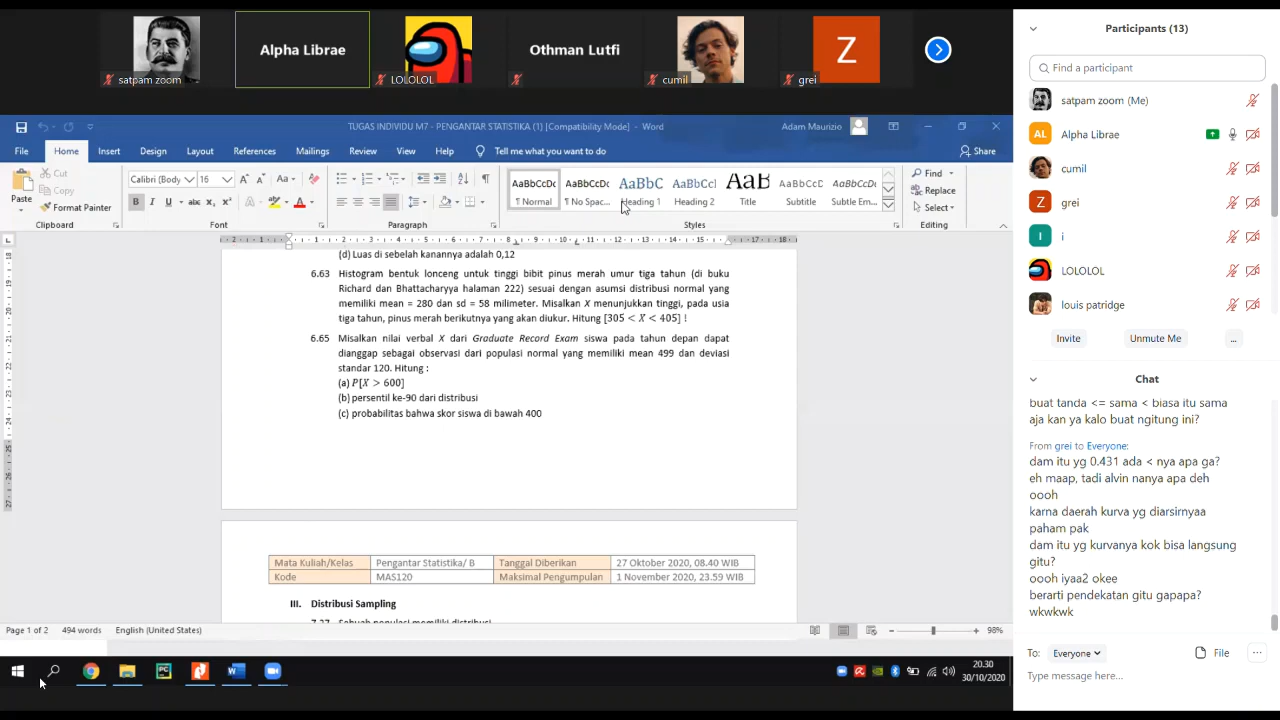 satpam zoom
Alpha Librae
LOLOLOL
Othman Lutfi
cumil
Z
grei
TUGAS INDIVIDU M7 - PENGANTAR STATISTIKA (1) [Compatibility Mode] - Word
Adam Maurizio
File Home Insert Design Layout References Mailings Review View Help Tell me what you want to do Share
Paste
Cut
Copy
Format Painter
Calibri (Body) 16
AaBbCcDc AaBbCcDc AaBbC AaBbCcl AaB AaBbCcD AaBbCcDc
¶ Normal ¶ No Spac... Heading 1 Heading 2 Title Subtitle Subtle Em...
Find
Replace
Select
Clipboard Font Paragraph Styles Editing
(d) Luas di sebelah kanannya adalah 0,12
6.63 Histogram bentuk lonceng untuk tinggi bibit pinus merah umur tiga tahun (di buku
Richard dan Bhattacharyya halaman 222) sesuai dengan asumsi distribusi normal yang
memiliki mean = 280 dan sd = 58 milimeter. Misalkan X menunjukkan tinggi, pada usia
tiga tahun, pinus merah berikutnya yang akan diukur. Hitung [305 < X < 405] !
6.65 Misalkan nilai verbal X dari Graduate Record Exam siswa pada tahun depan dapat
dianggap sebagai observasi dari populasi normal yang memiliki mean 499 dan deviasi
standar 120. Hitung :
(a) P[X > 600]
(b) persentil ke-90 dari distribusi
(c) probabilitas bahwa skor siswa di bawah 400
Mata Kuliah/Kelas Pengantar Statistika/ B Tanggal Diberikan 27 Oktober 2020, 08.40 WIB
Kode MAS120 Maksimal Pengumpulan 1 November 2020, 23.59 WIB
III. Distribusi Sampling
Page 1 of 2 494 words English (United States) 98%
20.30
30/10/2020
Participants (13)
Find a participant
satpam zoom (Me)
AL Alpha Librae
cumil
Z grei
I i
LOLOLOL
louis patridge
Invite Unmute Me ...
Chat
buat tanda <= sama < biasa itu sama
aja kan ya kalo buat ngitung ini?
From grei to Everyone:
dam itu yg 0.431 ada < nya apa ga?
eh maap, tadi alvin nanya apa deh
oooh
karna daerah kurva yg diarsirnyaa
paham pak
dam itu yg kurvanya kok bisa langsung
gitu?
oooh iyaa2 okee
berarti pendekatan gitu gapapa?
wkwkwk
To: Everyone File ...
Type message here...